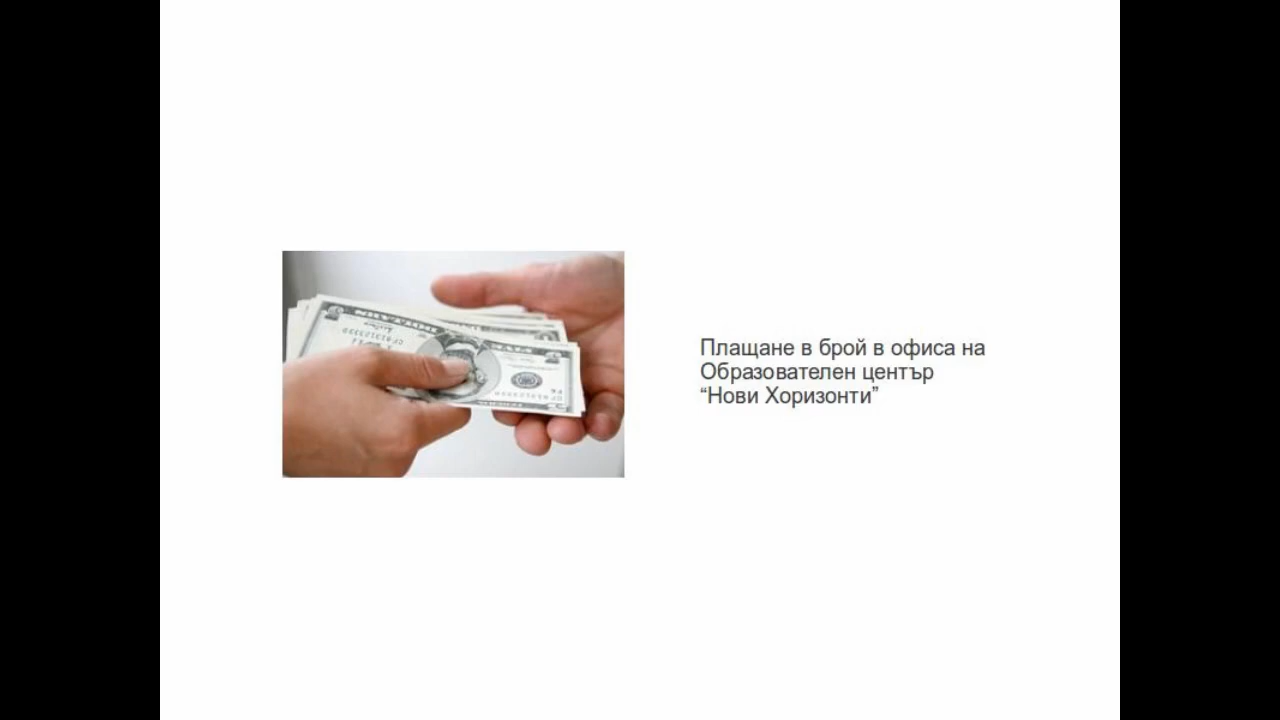 Плащане в брой в офиса на
Образователен център
“Нови Хоризонти”